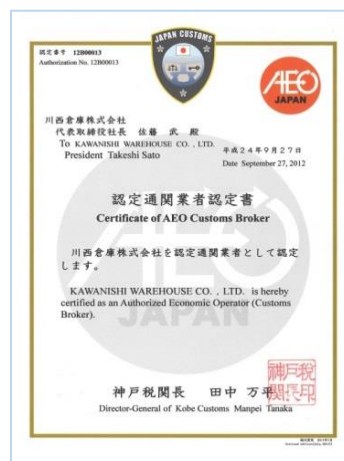 JAPAN CUSTOMS
認定番号 12B00013
Authorization No. 12B00013
AEO
JAPAN
川西倉庫株式会社
代表取締役社長 佐藤 武 殿
To KAWANISHI WAREHOUSE CO. , LTD.
President Takeshi Sato
平成24年9月27日
Date September 27, 2012
認定通関業者認定書
Certificate of AEO Customs Broker
川西倉庫株式会社を認定通関業者として認定
します。
KAWANISHI WAREHOUSE CO. , LTD. is hereby
certified as an Authorized Economic Operator (Customs
Broker).
AEO
JAPAN
神戸税関長 田中 万平
Director-General of Kobe Customs Manpei Tanaka
神戸税
関長印